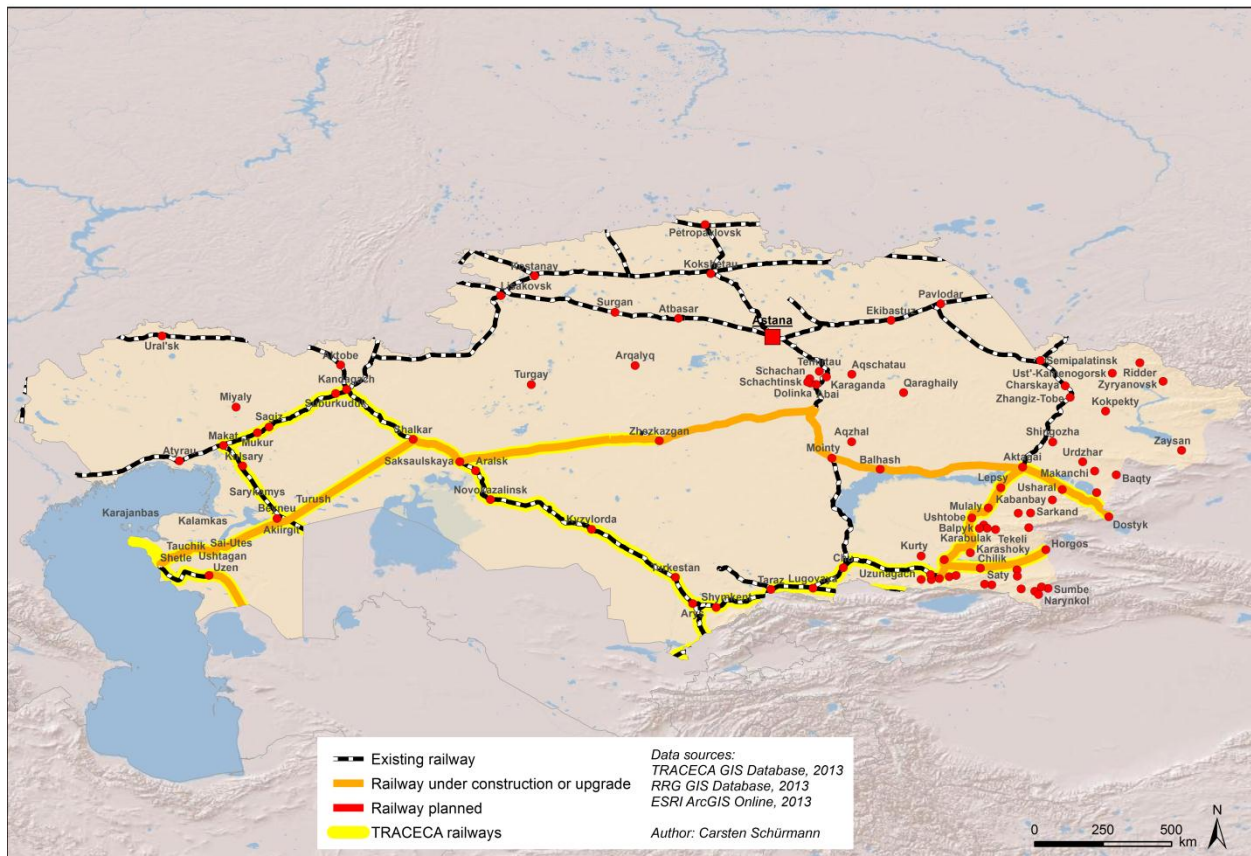 Petropavlovsk
Kostanay
Kokshetau
Lisakovsk
Pavlodar
Surgan
Atbasar
Ekibastuz
Astana
Ural'sk
Aktobe
Arqalyq
Semipalatinsk
Temirtau
Aqschatau
Ust'-Kamenogorsk
Ridder
Kandagach
Turgay
Schachan
Schachtinsk
Karaganda
Charskaya
Zyryanovsk
Saburkuduk
Dolinka
Abai
Qaraghaily
Zhangiz-Tobe
Miyaly
Kokpekty
Sagiz
Shalkar
Zhezkazgan
Aqzhal
Shingozha
Makat
Mukur
Zaysan
Atyrau
Kulsary
Saksaulskaya
Aralsk
Mointy
Balhash
Aktagai
Urdzhar
Makanchi
Baqty
Sarykamys
Turush
Novokazalinsk
Lepsy
Usharal
Kabanbay
Karajanbas
Kalamkas
Beineu
Akjirgh
Mulaly
Sarkand
Ushtobe
Dostyk
Kyzylorda
Balpyk
Tekeli
Tauchik
Sai-Utes
Karabulak
Shetle
Ushtagan
Kurty
Karashoky
Horgos
Uzen
Chu
Chilik
Turkestan
Taraz
Lugovaya
Uzunagach
Saty
Sumbe
Arys
Shymkent
Narynkol
Existing railway
Railway under construction or upgrade
Railway planned
TRACECA railways
Data sources:
TRACECA GIS Database, 2013
RRG GIS Database, 2013
ESRI ArcGIS Online, 2013
Author: Carsten Schürmann
N
0 250 500
km